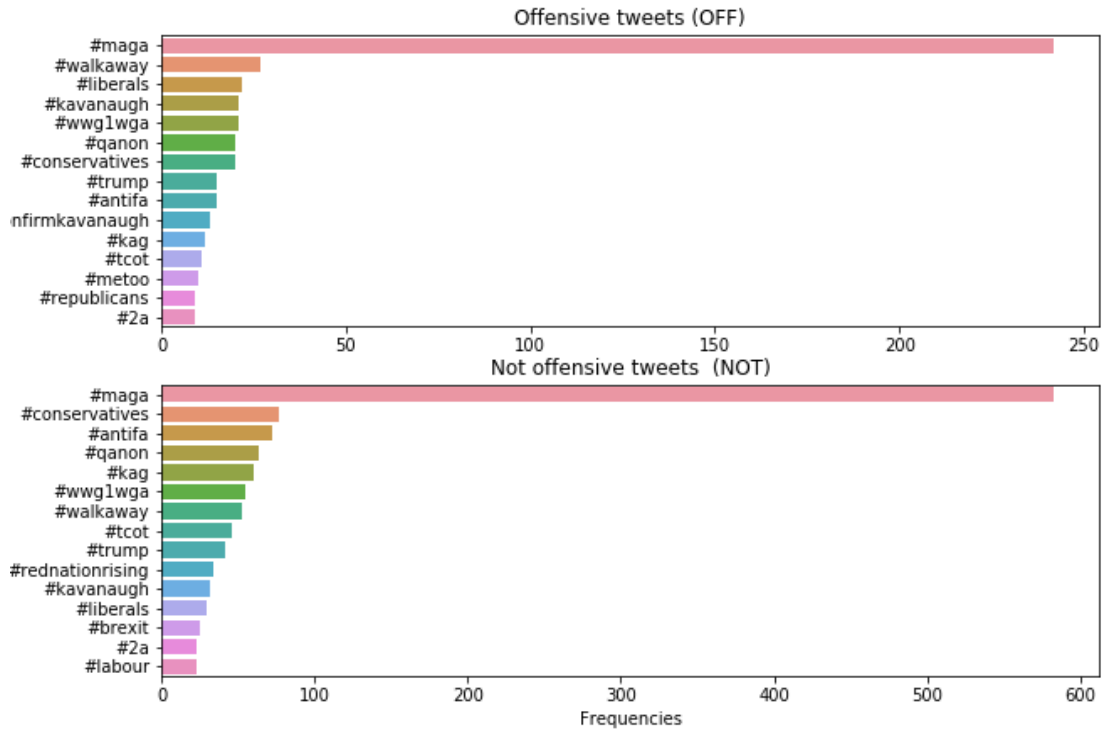 Offensive tweets (OFF)
#maga
#walkaway
#liberals
#kavanaugh
#wwg1wga
#qanon
#conservatives
#trump
#antifa
nfirmkavanaugh
#kag
#tcot
#metoo
#republicans
#2a
0 50 100 150 200 250
Not offensive tweets (NOT)
#maga
#conservatives
#antifa
#qanon
#kag
#wwg1wga
#walkaway
#tcot
#trump
#rednationrising
#kavanaugh
#liberals
#brexit
#2a
#labour
0 100 200 300 400 500 600
Frequencies